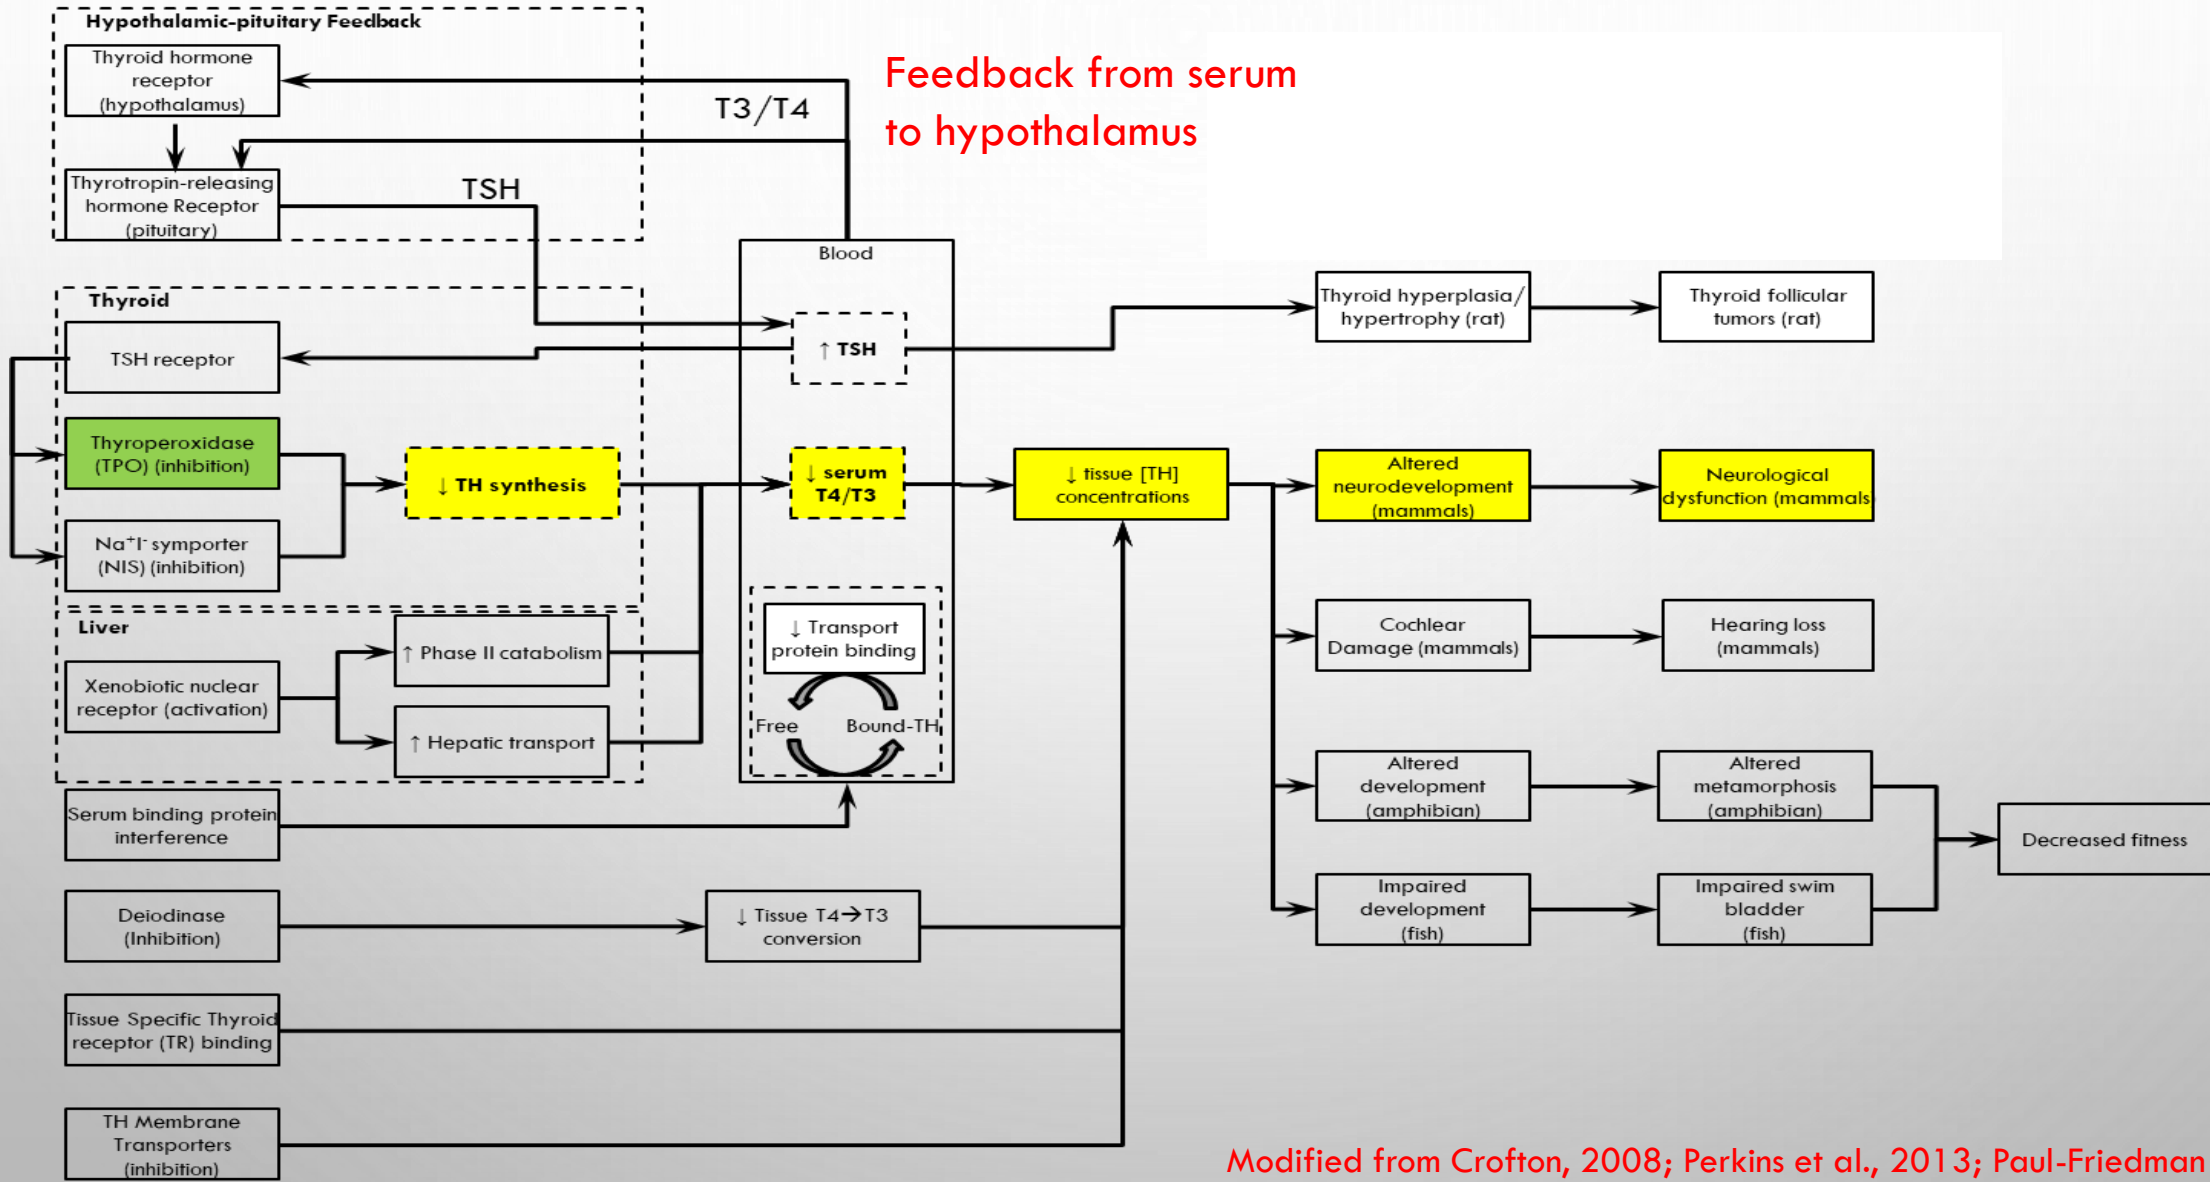 Hypothalamic-pituitary Feedback
Thyroid hormone
receptor
(hypothalamus)
Thyrotropin-releasing
hormone Receptor
(pituitary)
T3/T4
TSH
Feedback from serum
to hypothalamus
Blood
Thyroid
TSH receptor
Thyroperoxidase
(TPO) (inhibition)
Na⁺I⁻ symporter
(NIS) (inhibition)
↓ TH synthesis
↑ TSH
↓ serum
T4/T3
↓ tissue [TH]
concentrations
Thyroid hyperplasia/
hypertrophy (rat)
Thyroid follicular
tumors (rat)
Altered
neurodevelopment
(mammals)
Neurological
dysfunction (mammals
Liver
Xenobiotic nuclear
receptor (activation)
↑ Phase II catabolism
↑ Hepatic transport
↓ Transport
protein binding
Free
Bound-TH
Cochlear
Damage (mammals)
Hearing loss
(mammals)
Altered
development
(amphibian)
Altered
metamorphosis
(amphibian)
Impaired
development
(fish)
Impaired swim
bladder
(fish)
Decreased fitness
Serum binding protein
interference
Deiodinase
(Inhibition)
↓ Tissue T4→T3
conversion
Tissue Specific Thyroid
receptor (TR) binding
TH Membrane
Transporters
(inhibition)
Modified from Crofton, 2008; Perkins et al., 2013; Paul-Friedman